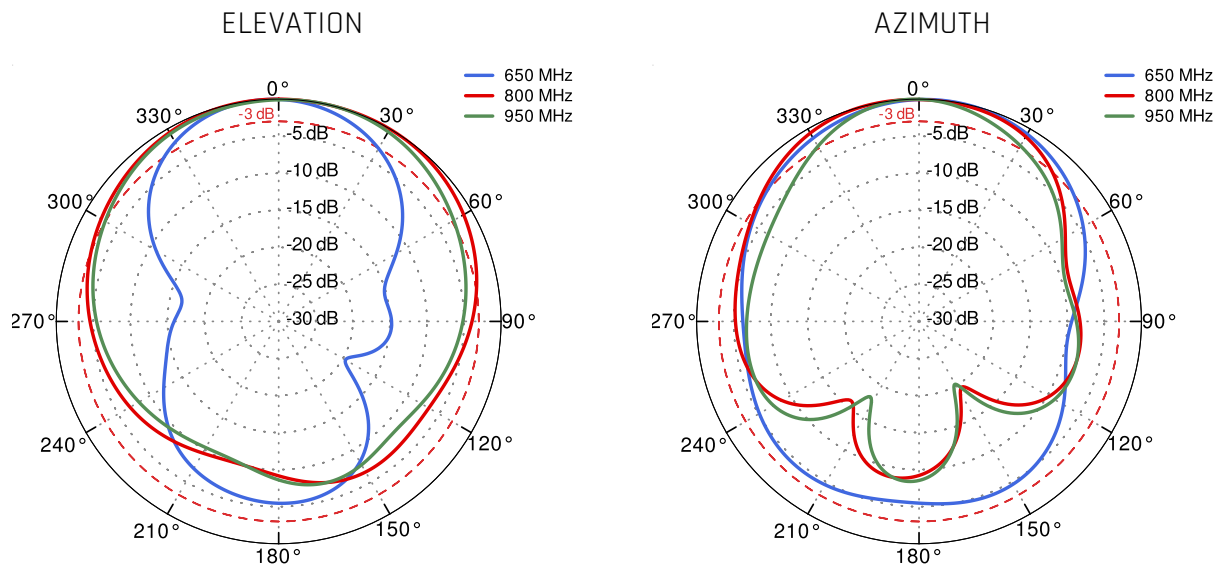 ELEVATION
650 MHz
800 MHz
950 MHz
0°
330°
-3 dB
30°
-5 dB
-10 dB
300°
60°
-15 dB
-20 dB
-25 dB
270°
-30 dB
90°
240°
120°
210°
150°
180°
AZIMUTH
650 MHz
800 MHz
950 MHz
0°
330°
-3 dB
30°
-5 dB
-10 dB
300°
60°
-15 dB
-20 dB
-25 dB
270°
-30 dB
90°
240°
120°
210°
150°
180°